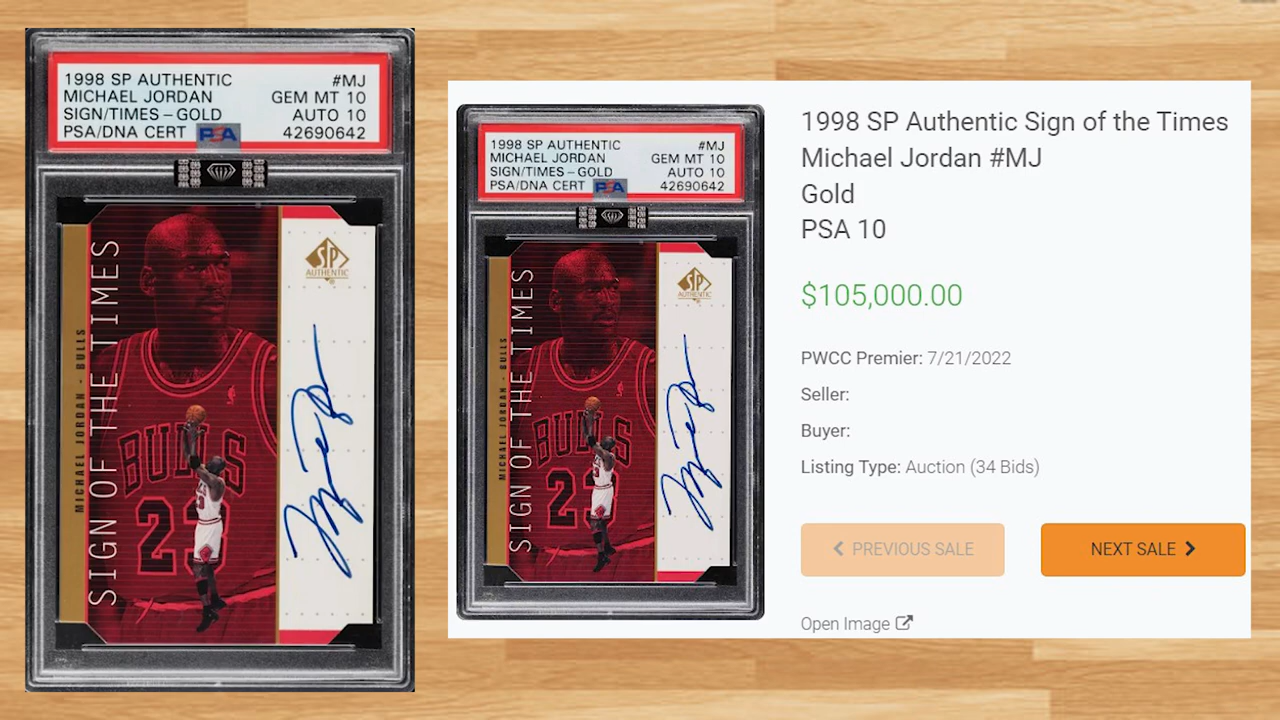 1998 SP AUTHENTIC #MJ
MICHAEL JORDAN GEM MT 10
SIGN/TIMES – GOLD AUTO 10
PSA/DNA CERT PSA 42690642
SP
AUTHENTIC
MICHAEL JORDAN - BULLS
SIGN OF THE TIMES
BULLS
23
1998 SP AUTHENTIC #MJ
MICHAEL JORDAN GEM MT 10
SIGN/TIMES – GOLD AUTO 10
PSA/DNA CERT PSA 42690642
SP
AUTHENTIC
MICHAEL JORDAN - BULLS
SIGN OF THE TIMES
BULLS
23
1998 SP Authentic Sign of the Times
Michael Jordan #MJ
Gold
PSA 10
$105,000.00
PWCC Premier: 7/21/2022
Seller:
Buyer:
Listing Type: Auction (34 Bids)
PREVIOUS SALE
NEXT SALE
Open Image